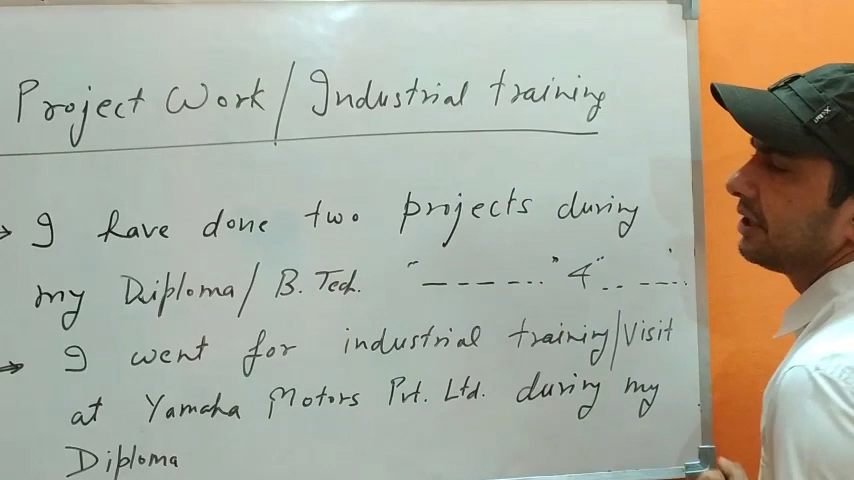 Project Work/Industrial training
→ I have done two projects during
my Diploma/B.Tech. "------" & "------
→ I went for industrial training/Visit
at Yamaha Motors Pvt. Ltd. during my
Diploma